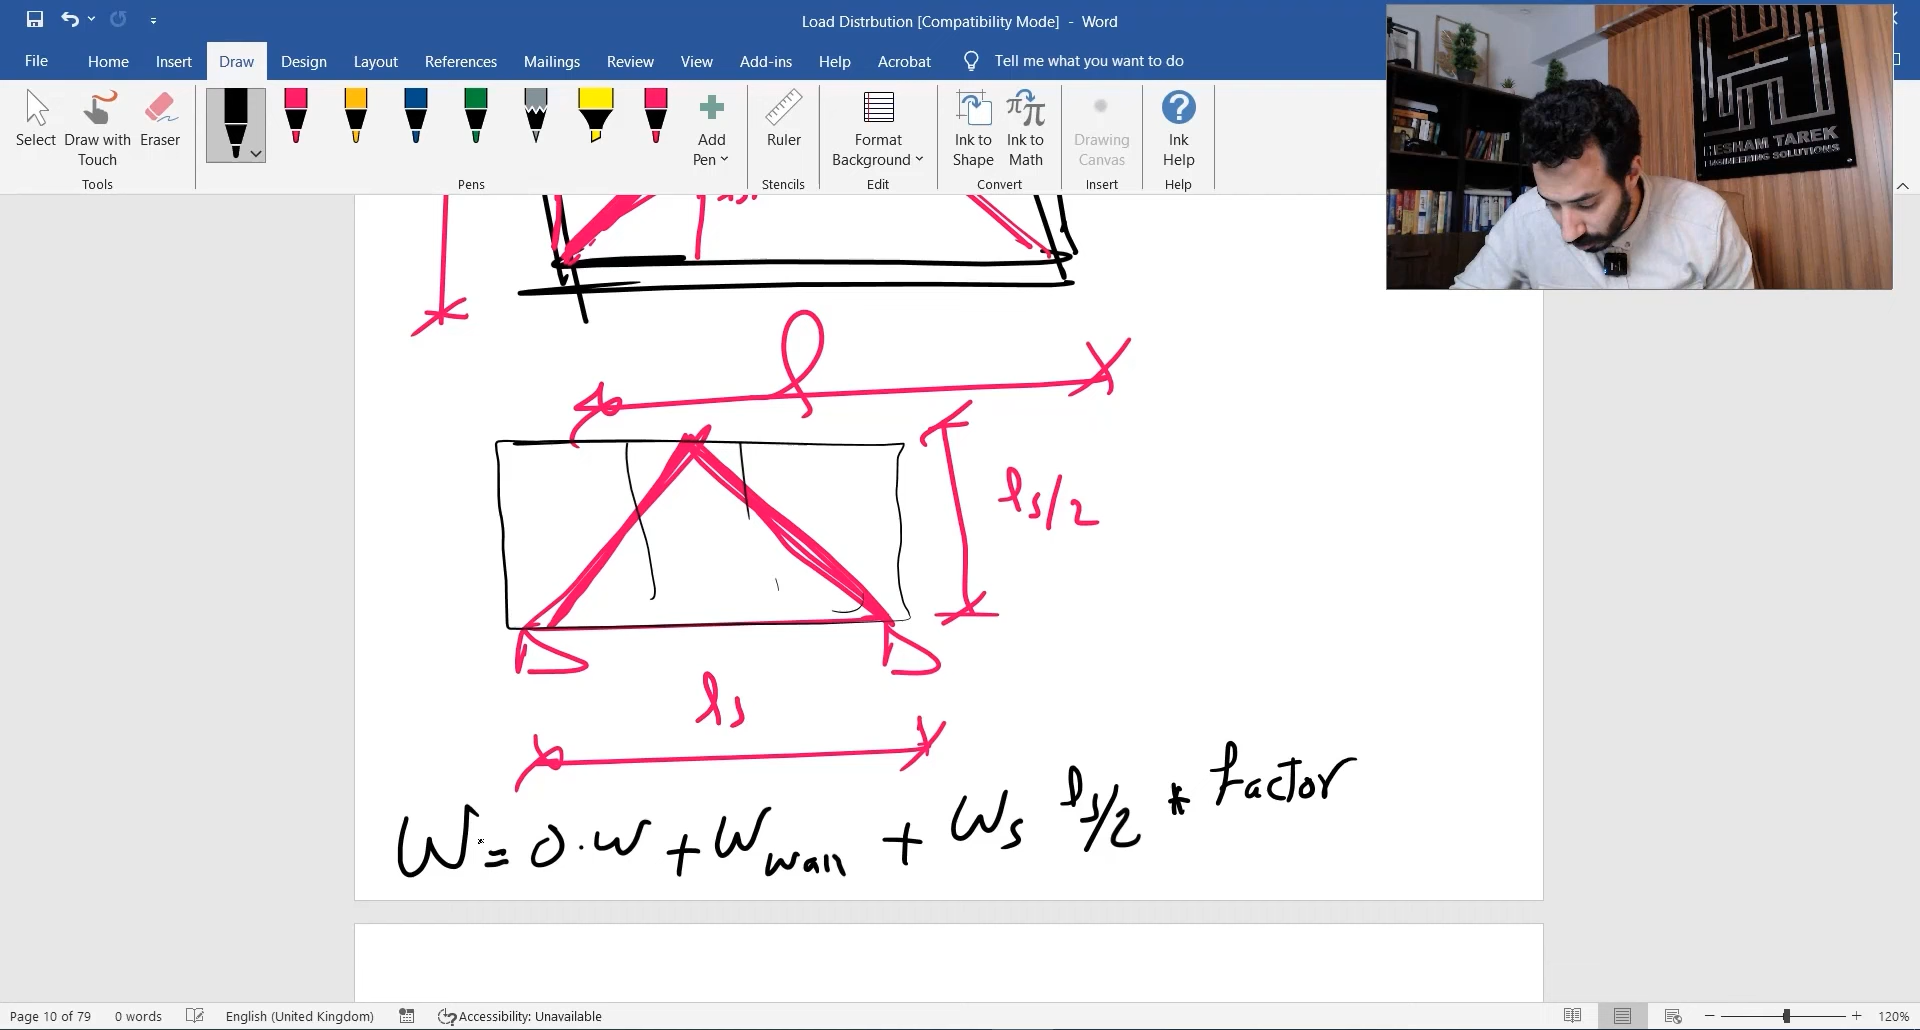 Load Distrbution [Compatibility Mode] - Word
File Home Insert Draw Design Layout References Mailings Review View Add-ins Help Acrobat Tell me what you want to do
Select
Draw with Touch
Eraser
Tools
Pens
Add Pen
Ruler
Stencils
Format Background
Edit
Ink to Shape
Ink to Math
Convert
Drawing Canvas
Insert
Ink Help
Help
HESHAM TAREK
ENGINEERING SOLUTIONS
l
ls/2
ls
W = o.w + Wwall + Ws ls/2 * factor
Page 10 of 79 0 words English (United Kingdom) Accessibility: Unavailable 120%